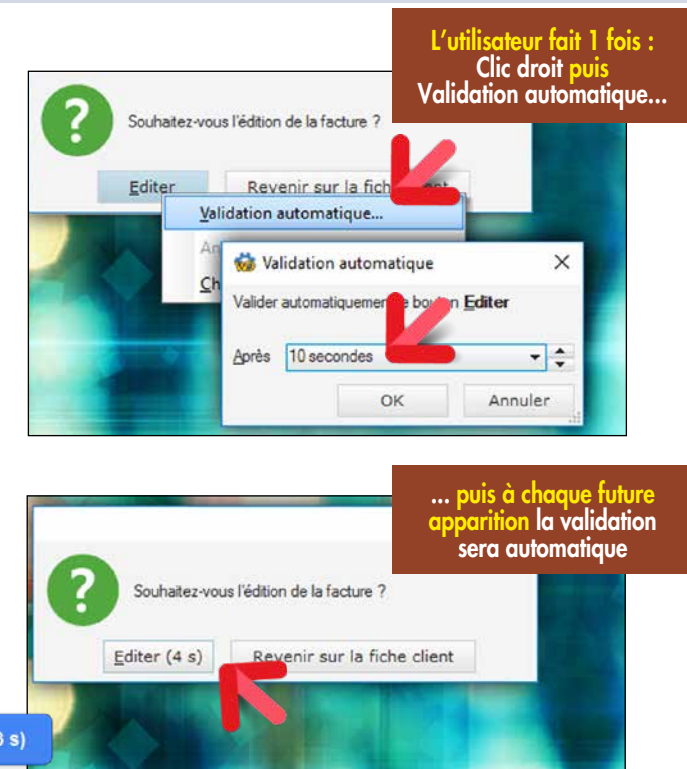 L'utilisateur fait 1 fois :
Clic droit puis
Validation automatique...
Souhaitez-vous l'édition de la facture ?
Editer
Revenir sur la fiche
Validation automatique...
Validation automatique
Valider automatiquement bouton Editer
Après 10 secondes
OK Annuler
... puis à chaque future
apparition la validation
sera automatique
Souhaitez-vous l'édition de la facture ?
Editer (4 s) Revenir sur la fiche client
s)